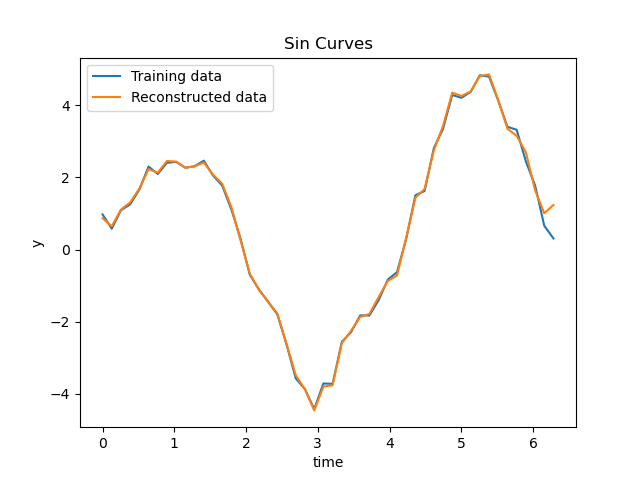 Sin Curves
Training data
Reconstructed data
4
2
0
−2
−4
y
0 1 2 3 4 5 6
time